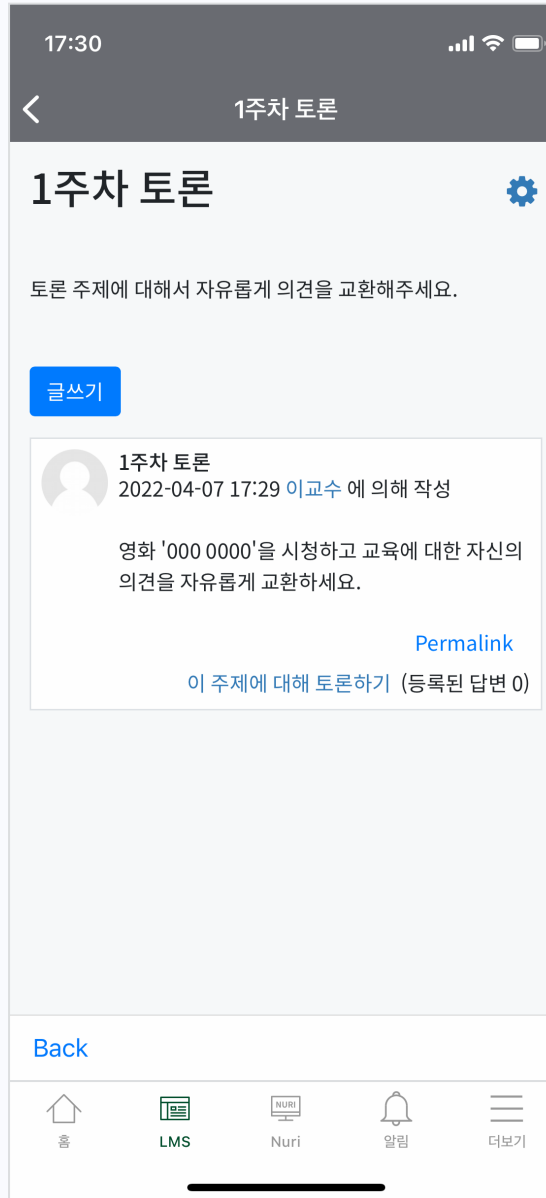 17:30
1주차 토론
1주차 토론
토론 주제에 대해서 자유롭게 의견을 교환해주세요.
글쓰기
1주차 토론
2022-04-07 17:29 이교수 에 의해 작성
영화 '000 0000'을 시청하고 교육에 대한 자신의
의견을 자유롭게 교환하세요.
Permalink
이 주제에 대해 토론하기 (등록된 답변 0)
Back
NURI
홈 LMS Nuri 알림 더보기